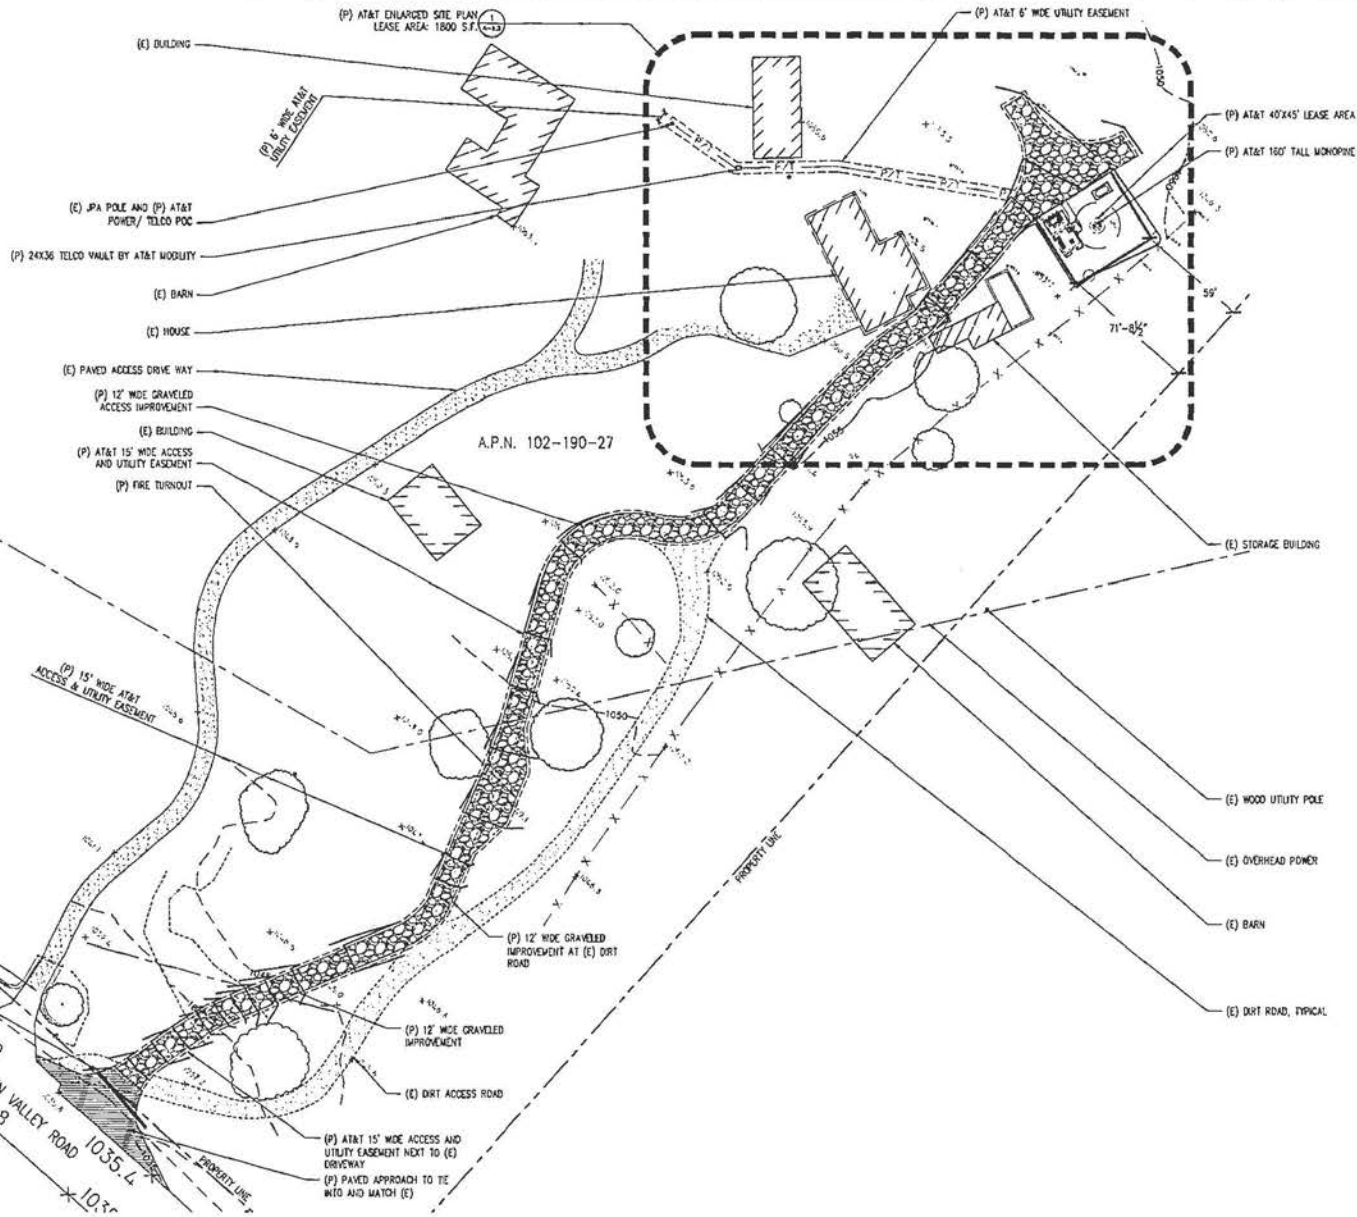 (P) AT&T ENLARGED SITE PLAN
LEASE AREA: 1800 S.F.
1
(P) AT&T 6' WIDE UTILITY EASEMENT
(E) BUILDING
(P) 6' WIDE AT&T
UTILITY EASEMENT
(P) AT&T 40'X45' LEASE AREA
(P) AT&T 160' TALL MONOPINE
(E) JPA POLE AND (P) AT&T
POWER/ TELCO POC
(P) 24X36 TELCO VAULT BY AT&T MOBILITY
(E) BARN
(E) HOUSE
P/T
P/T
P/T
P/T
1050
59'
71'-8½"
(E) PAVED ACCESS DRIVE WAY
(P) 12' WIDE GRAVELED
ACCESS IMPROVEMENT
(E) BUILDING
(P) AT&T 15' WIDE ACCESS
AND UTILITY EASEMENT
(P) FIRE TURNOUT
A.P.N. 102-190-27
1055
(E) STORAGE BUILDING
(P) 15' WIDE AT&T
ACCESS & UTILITY EASEMENT
1050
PROPERTY LINE
(E) WOOD UTILITY POLE
(E) OVERHEAD POWER
(E) BARN
(E) DIRT ROAD, TYPICAL
(P) 12' WIDE GRAVELED
IMPROVEMENT AT (E) DIRT
ROAD
(P) 12' WIDE GRAVELED
IMPROVEMENT
(E) DIRT ACCESS ROAD
(P) AT&T 15' WIDE ACCESS AND
UTILITY EASEMENT NEXT TO (E)
DRIVEWAY
(P) PAVED APPROACH TO TIE
INTO AND MATCH (E)
N VALLEY ROAD
8
1035.4
PROPERTY LINE